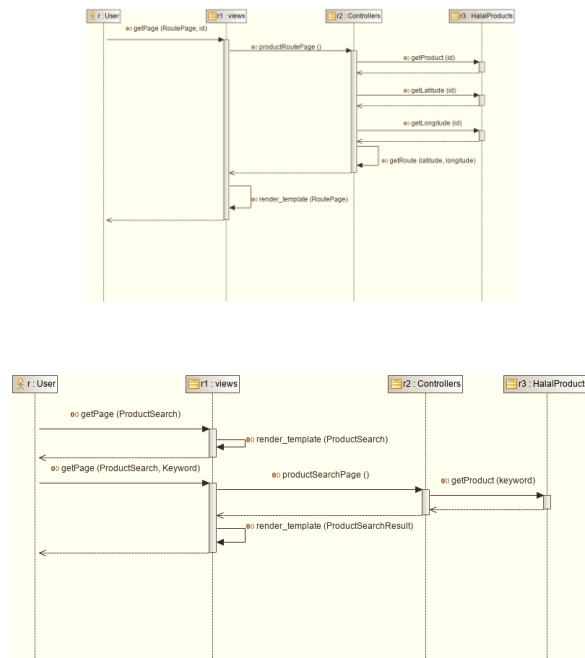 r : User
r1 : views
r2 : Controllers
r3 : HalalProducts
getPage (RoutePage, id)
productRoutePage ()
getProduct (id)
getLatitude (id)
getLongitude (id)
getRoute (latitude, longitude)
render_template (RoutePage)
r : User
r1 : views
r2 : Controllers
r3 : HalalProducts
getPage (ProductSearch)
render_template (ProductSearch)
getPage (ProductSearch, Keyword)
productSearchPage ()
getProduct (keyword)
render_template (ProductSearchResult)